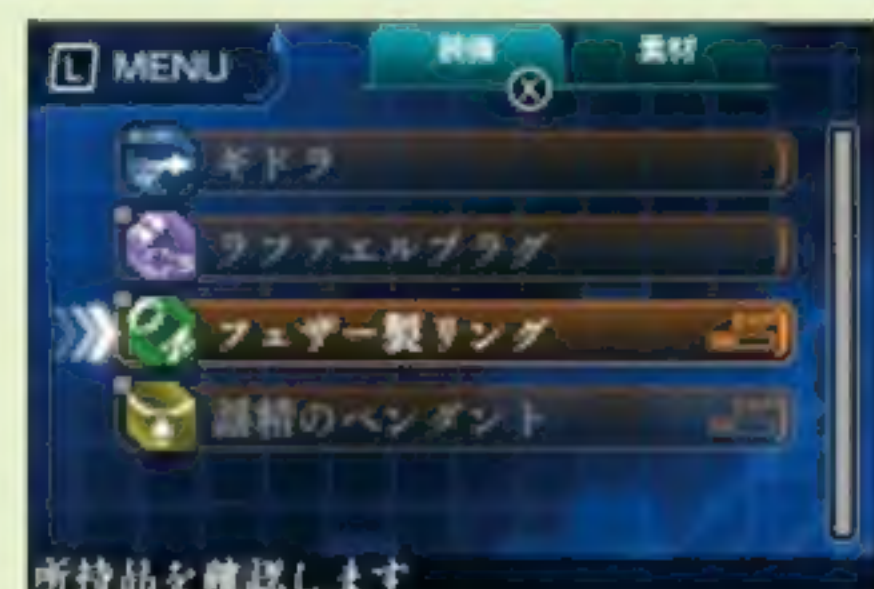 L MENU
装備 素材
X
ギドラ
ラファエルプラグ
フェザー製リング
謡精のペンダント
所持品を確認します